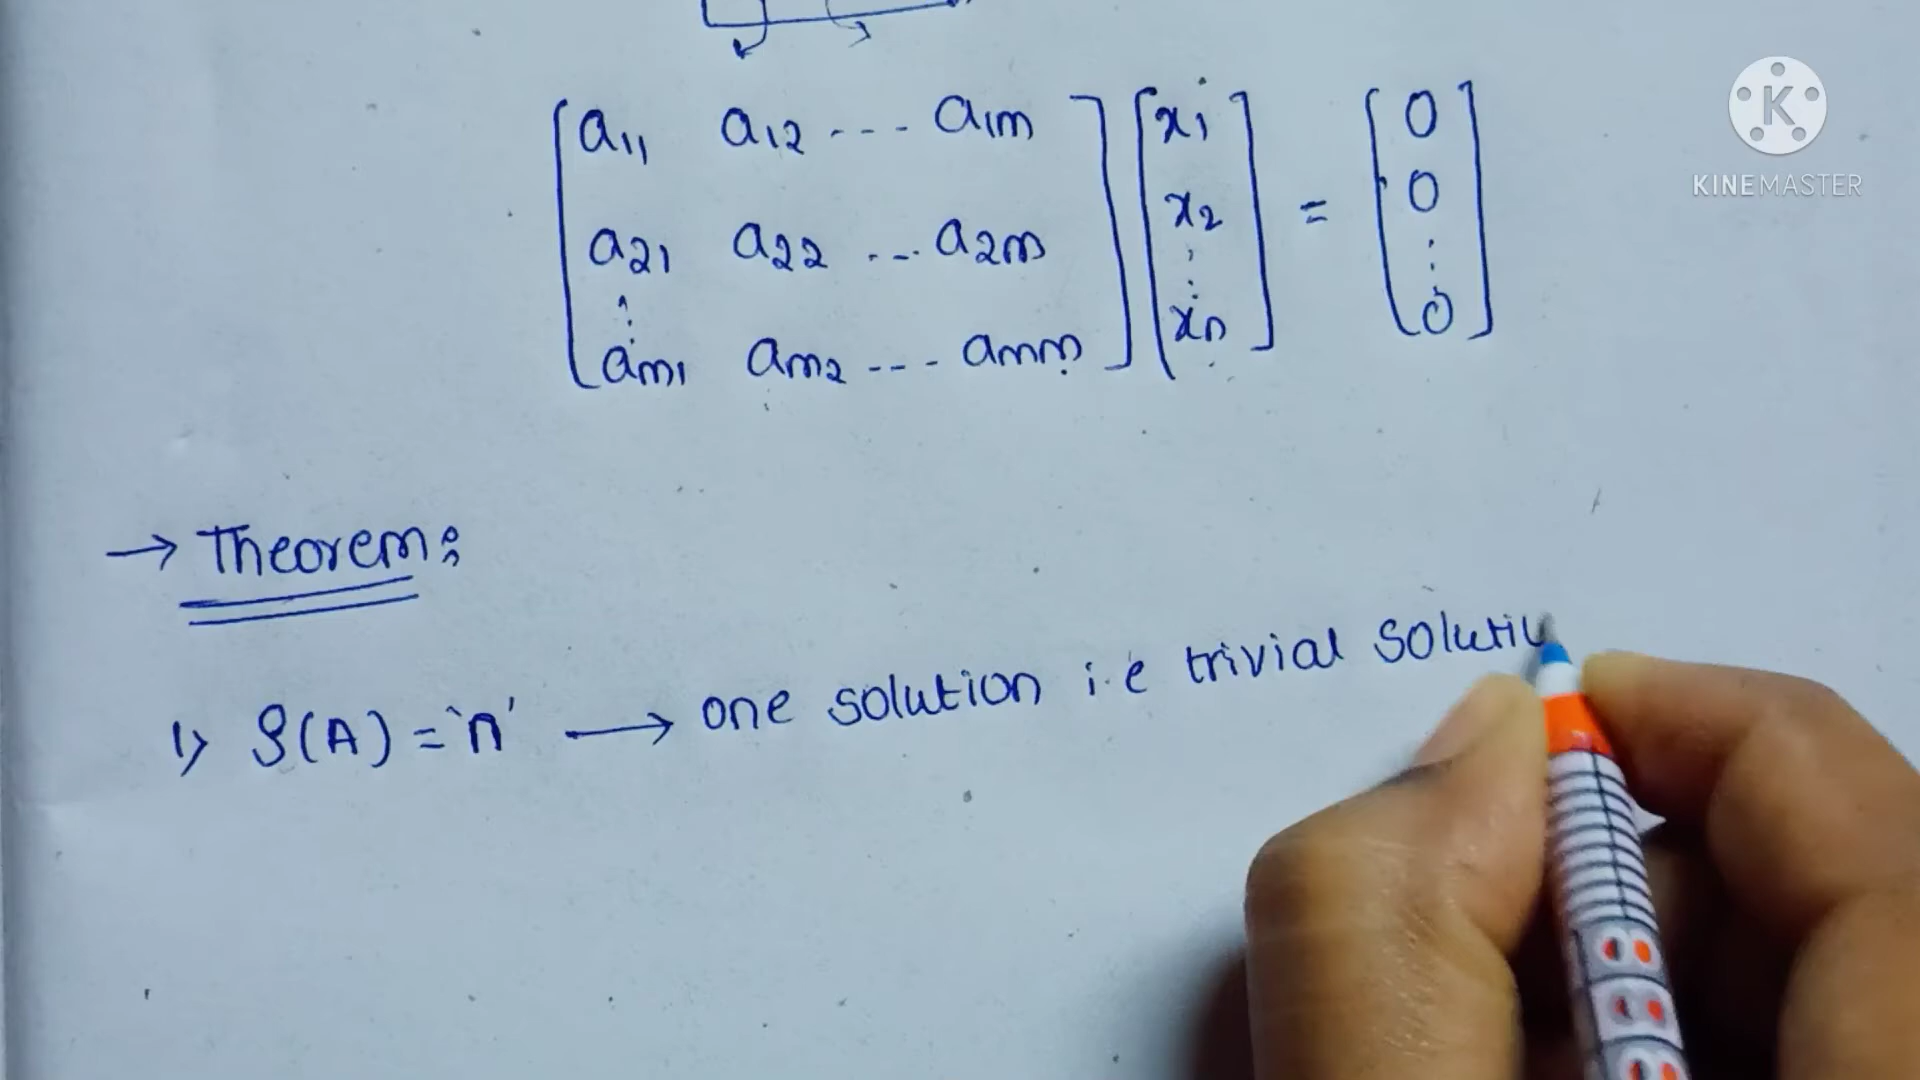 a11 a12 --- a1m x1 0
a21 a22 ... a2m x2 = 0
⋮ ⋮ ⋮
am1 am2 --- amm xn 0
→ Theorem:
1) ρ(A) = 'n' → one solution i.e trivial solutiu
K
KINEMASTER